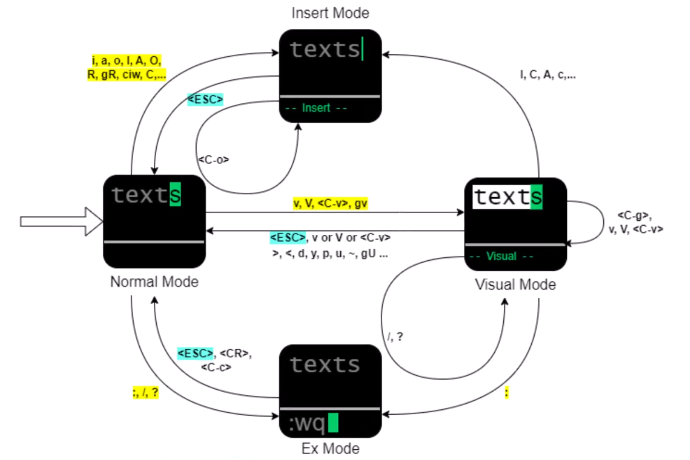 Insert Mode
texts
-- Insert --
i, a, o, I, A, O,
R, gR, ciw, C,...
<ESC>
<C-o>
I, C, A, c,...
texts
Normal Mode
v, V, <C-v>, gv
<ESC>, v or V or <C-v>
>, <, d, y, p, u, ~, gU ...
texts
-- Visual --
Visual Mode
<C-g>,
v, V, <C-v>
/, ?
<ESC>, <CR>,
<C-c>
:, /, ?
:
texts
:wq
Ex Mode